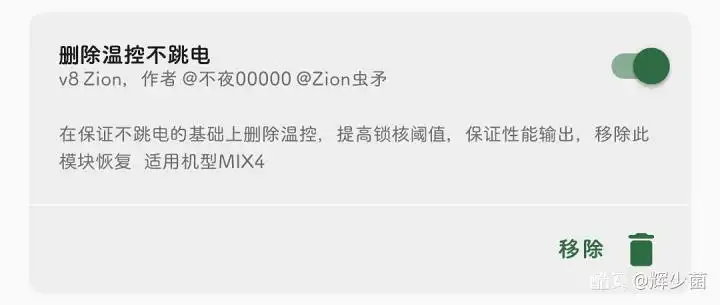 删除温控不跳电
v8 Zion，作者 @不夜00000 @Zion虫矛
在保证不跳电的基础上删除温控，提高锁核阈值，保证性能输出，移除此
模块恢复 适用机型MIX4
移除
@辉少菌